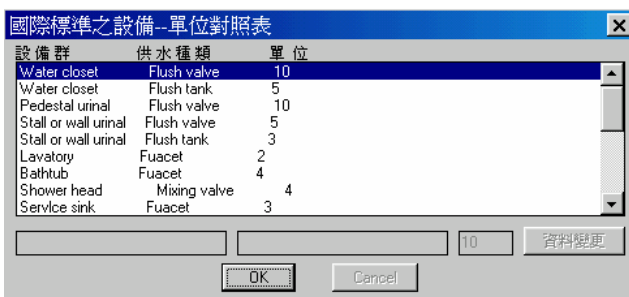 國際標準之設備--單位對照表
設備群 供水種類 單位
Water closet Flush valve 10
Water closet Flush tank 5
Pedestal urinal Flush valve 10
Stall or wall urinal Flush valve 5
Stall or wall urinal Flush tank 3
Lavatory Fuacet 2
Bathtub Fuacet 4
Shower head Mixing valve 4
Servlce sink Fuacet 3
10 資料變更
OK Cancel